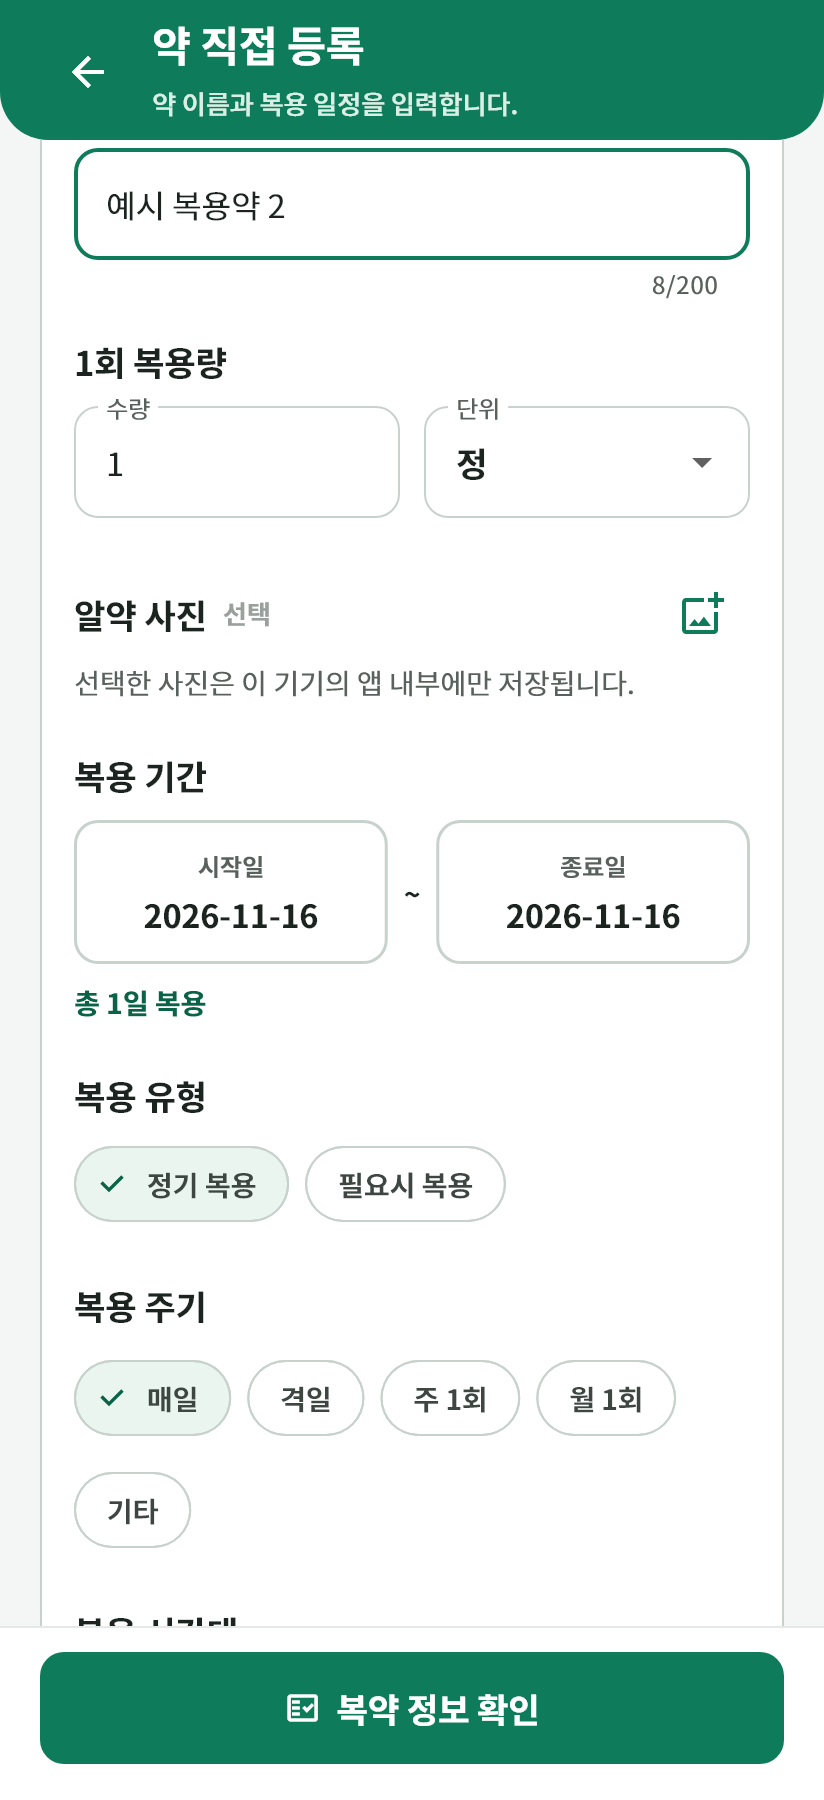 약 직접 등록
약 이름과 복용 일정을 입력합니다.
예시 복용약 2
8/200
1회 복용량
수량
1
단위
정
알약 사진 선택
선택한 사진은 이 기기의 앱 내부에만 저장됩니다.
복용 기간
시작일
2026-11-16
~
종료일
2026-11-16
총 1일 복용
복용 유형
정기 복용
필요시 복용
복용 주기
매일
격일
주 1회
월 1회
기타
복약 정보 확인